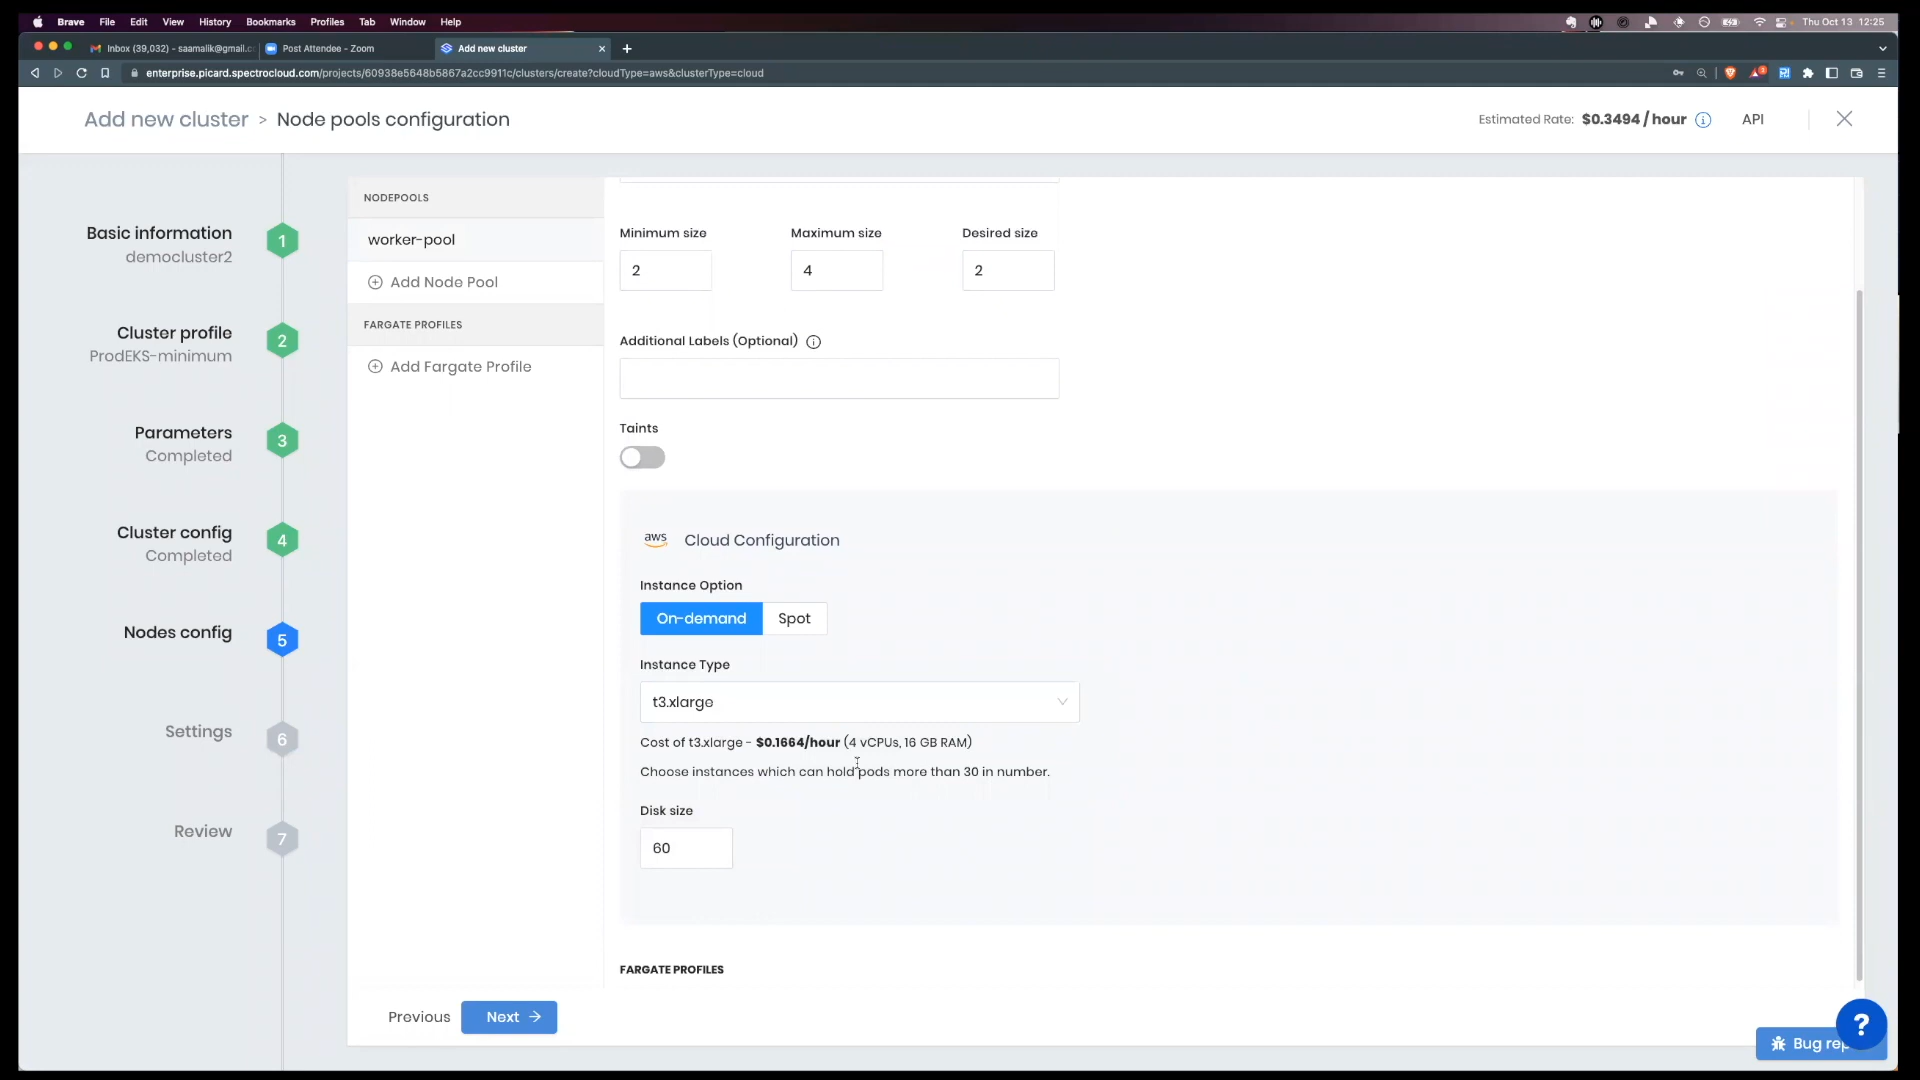 Brave File Edit View History Bookmarks Profiles Tab Window Help Thu Oct 13 12:25
Inbox (39,032) - saamalik@gmail.c Post Attendee - Zoom Add new cluster
enterprise.picard.spectrocloud.com/projects/60938e5648b5867a2cc9911c/clusters/create?cloudType=aws&clusterType=cloud
Add new cluster > Node pools configuration
Estimated Rate: $0.3494 / hour API
Basic information
democluster2
1
Cluster profile
ProdEKS-minimum
2
Parameters
Completed
3
Cluster config
Completed
4
Nodes config
5
Settings
6
Review
7
NODEPOOLS
worker-pool
Add Node Pool
FARGATE PROFILES
Add Fargate Profile
Minimum size Maximum size Desired size
2 4 2
Additional Labels (Optional)
Taints
aws Cloud Configuration
Instance Option
On-demand Spot
Instance Type
t3.xlarge
Cost of t3.xlarge - $0.1664/hour (4 vCPUs, 16 GB RAM)
Choose instances which can hold pods more than 30 in number.
Disk size
60
FARGATE PROFILES
Previous Next →
?
Bug rep